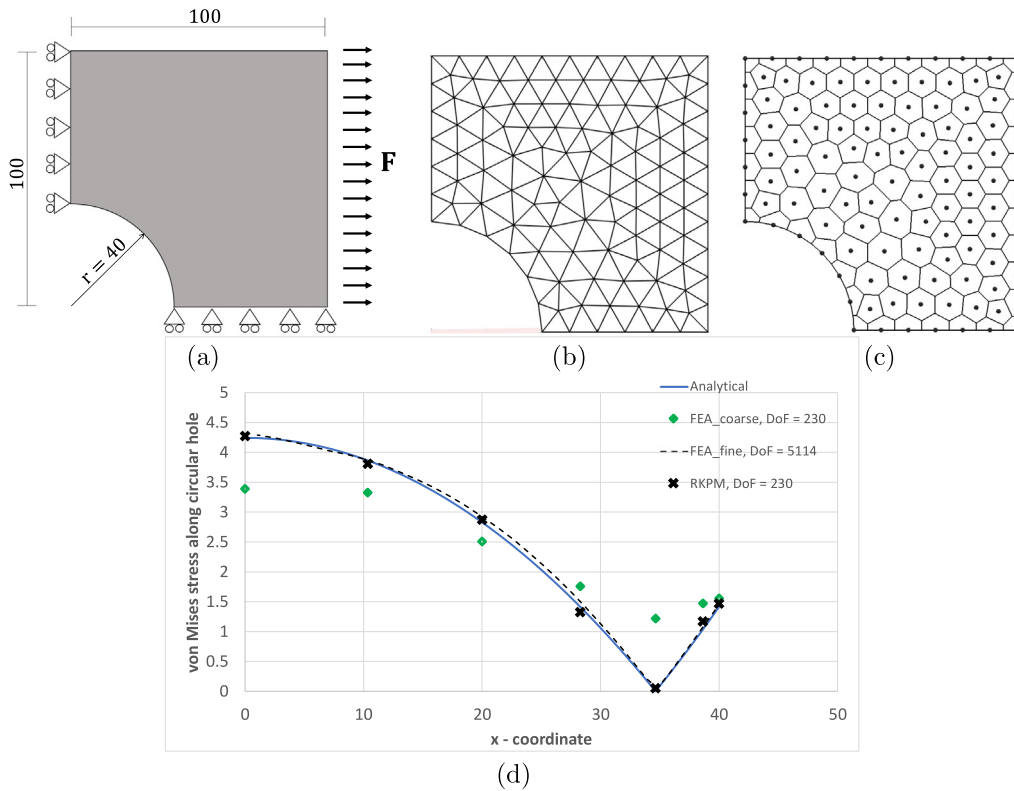 100
100
F
r = 40
(a)
(b)
(c)
von Mises stress along circular hole
5
4.5
4
3.5
3
2.5
2
1.5
1
0.5
0
Analytical
FEA_coarse, DoF = 230
FEA_fine, DoF = 5114
RKPM, DoF = 230
0 10 20 30 40 50
x - coordinate
(d)